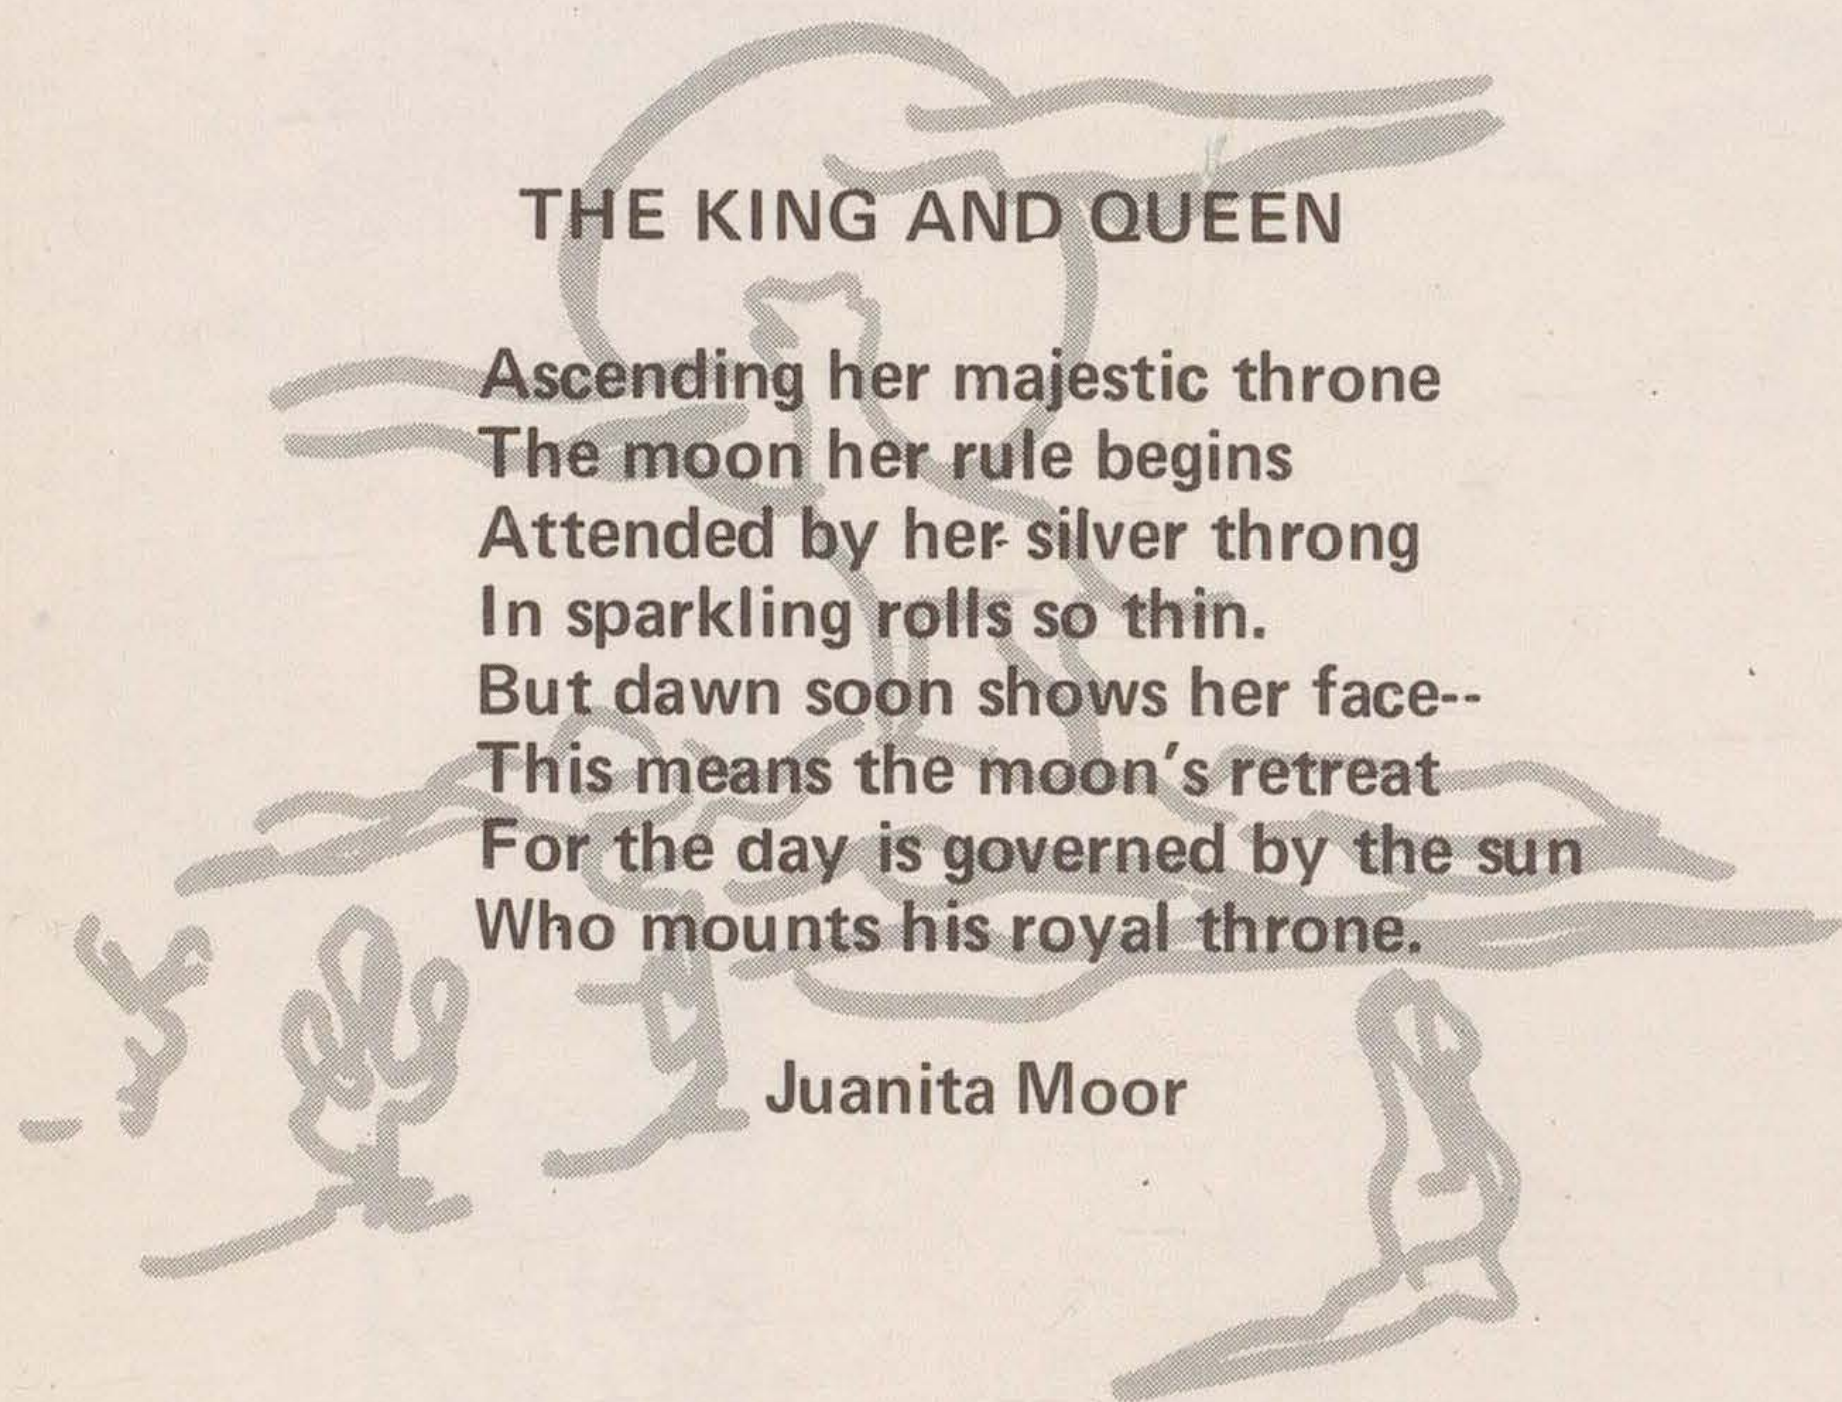 THE KING AND QUEEN
Ascending her majestic throne
The moon her rule begins
Attended by her silver throng
In sparkling rolls so thin.
But dawn soon shows her face--
This means the moon's retreat
For the day is governed by the sun
Who mounts his royal throne.
Juanita Moor